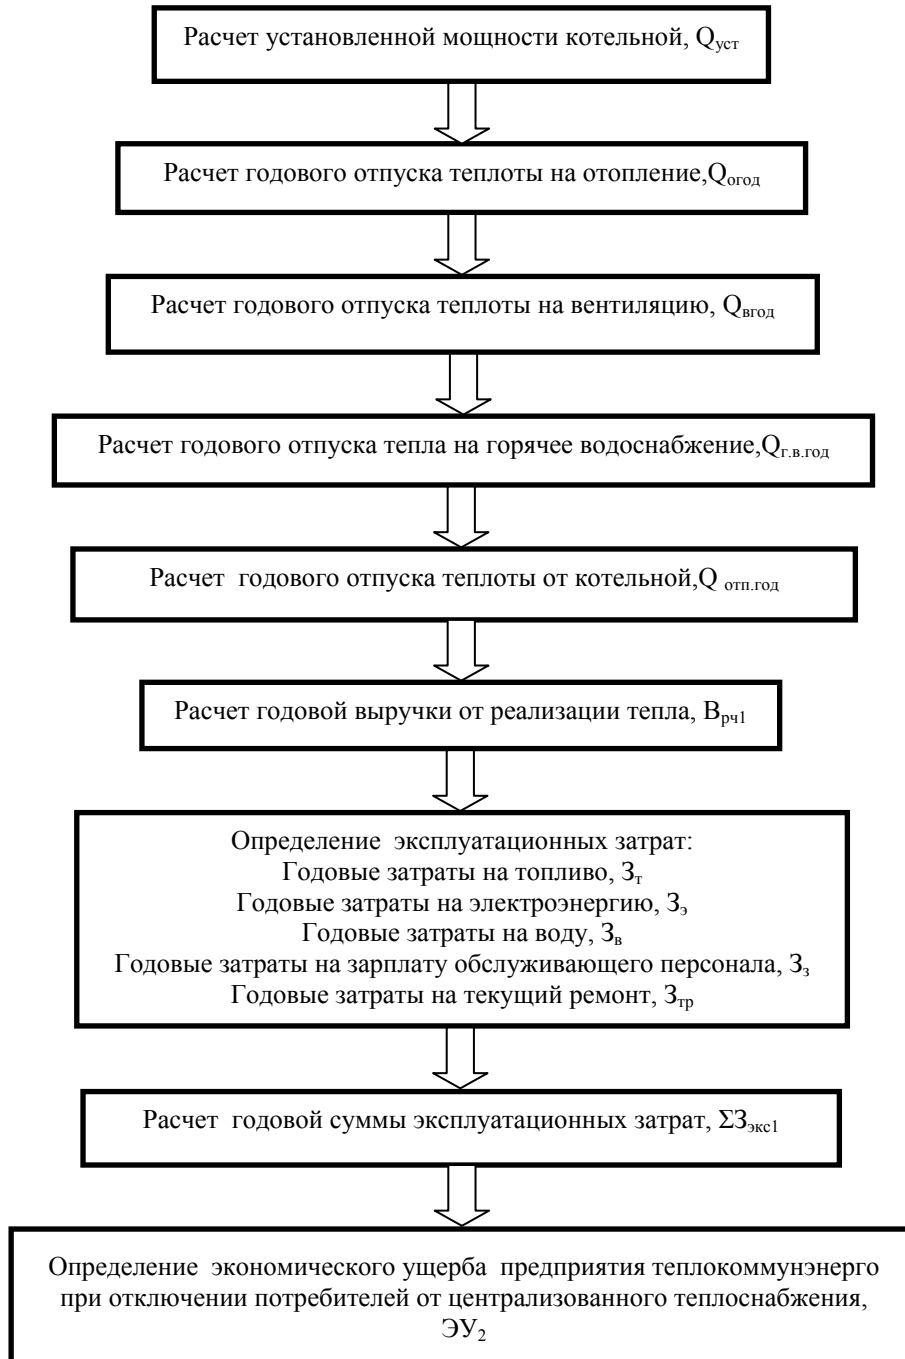 Расчет установленной мощности котельной, Qуст
Расчет годового отпуска теплоты на отопление,Qогод
Расчет годового отпуска теплоты на вентиляцию, Qвгод
Расчет годового отпуска тепла на горячее водоснабжение,Qг.в.год
Расчет годового отпуска теплоты от котельной,Q отп.год
Расчет годовой выручки от реализации тепла, Врч1
Определение эксплуатационных затрат:
Годовые затраты на топливо, Зт
Годовые затраты на электроэнергию, Зэ
Годовые затраты на воду, Зв
Годовые затраты на зарплату обслуживающего персонала, Зз
Годовые затраты на текущий ремонт, Зтр
Расчет годовой суммы эксплуатационных затрат, ΣЗэкс1
Определение экономического ущерба предприятия теплокоммунэнерго
при отключении потребителей от централизованного теплоснабжения,
ЭУ2